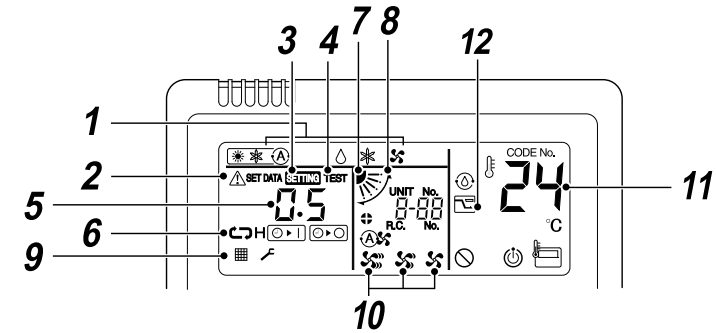 7 8
3 4 12
1
CODE No.
A
2 SET DATA SETTING TEST
24 11
5 0.5 UNIT No.
8-88
°C
6 H R.C. No.
A
9
10